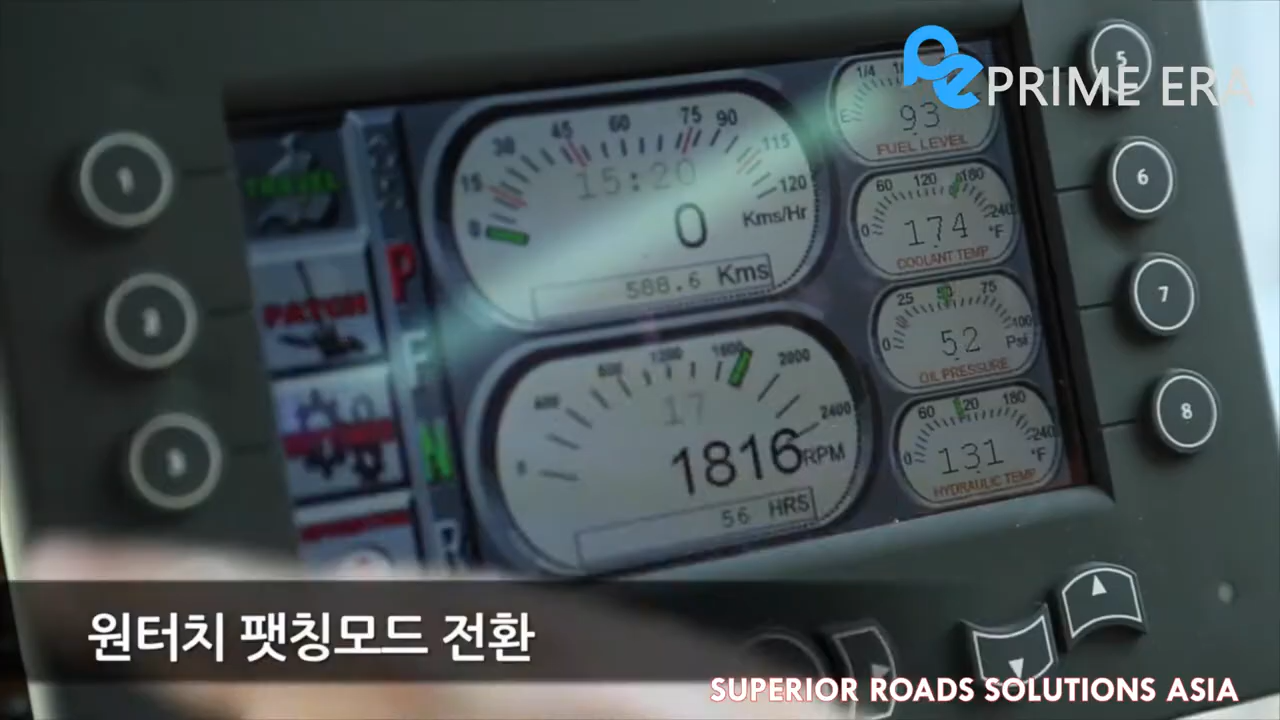 PRIME ERA
5
1
TRAVEL
15 30 45 60 75 90 115 120
0
15:20
0
Kms/Hr
588.6 Kms
E 1/4
93
FUEL LEVEL
6
0 60 120 180 240
174 °F
COOLANT TEMP
2
PATCH
P
F
N
R
7
0 25 50 75 100
52 Psi
OIL PRESSURE
400 800 1200 1600 2000 2400
0
17
1816 RPM
56 HRS
8
0 60 120 180 240
131 °F
HYDRAULIC TEMP
3
원터치 팻칭모드 전환
SUPERIOR ROADS SOLUTIONS ASIA